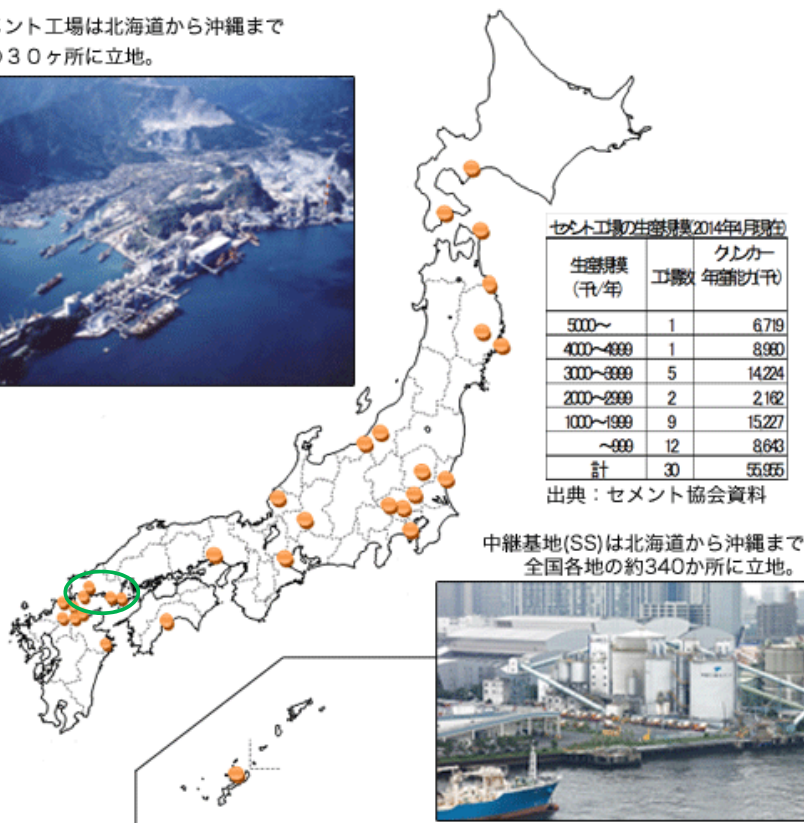 ント工場は北海道から沖縄まで
３０ヶ所に立地。
セメント工場の生産規模(2014年4月現在)
生産規模 (千t/年) 工場数 クリンカー 年産能力(千t)
5000～ 1 6,719
4000～4999 1 8,980
3000～3999 5 14,224
2000～2999 2 2,162
1000～1999 9 15,227
～999 12 8,643
計 30 55,955
出典：セメント協会資料
中継基地(SS)は北海道から沖縄まで
全国各地の約340か所に立地。